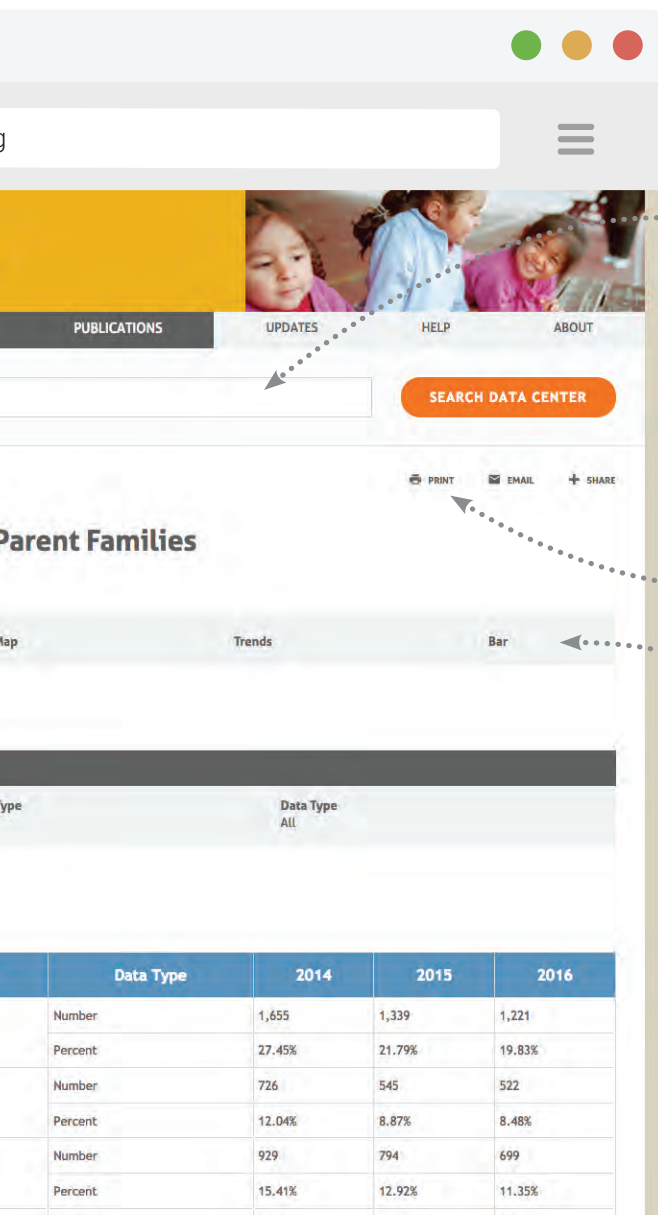 g
PUBLICATIONS UPDATES HELP ABOUT
SEARCH DATA CENTER
PRINT EMAIL SHARE
Parent Families
Map Trends Bar
Type Data Type
All
Data Type 2014 2015 2016
Number 1,655 1,339 1,221
Percent 27.45% 21.79% 19.83%
Number 726 545 522
Percent 12.04% 8.87% 8.48%
Number 929 794 699
Percent 15.41% 12.92% 11.35%